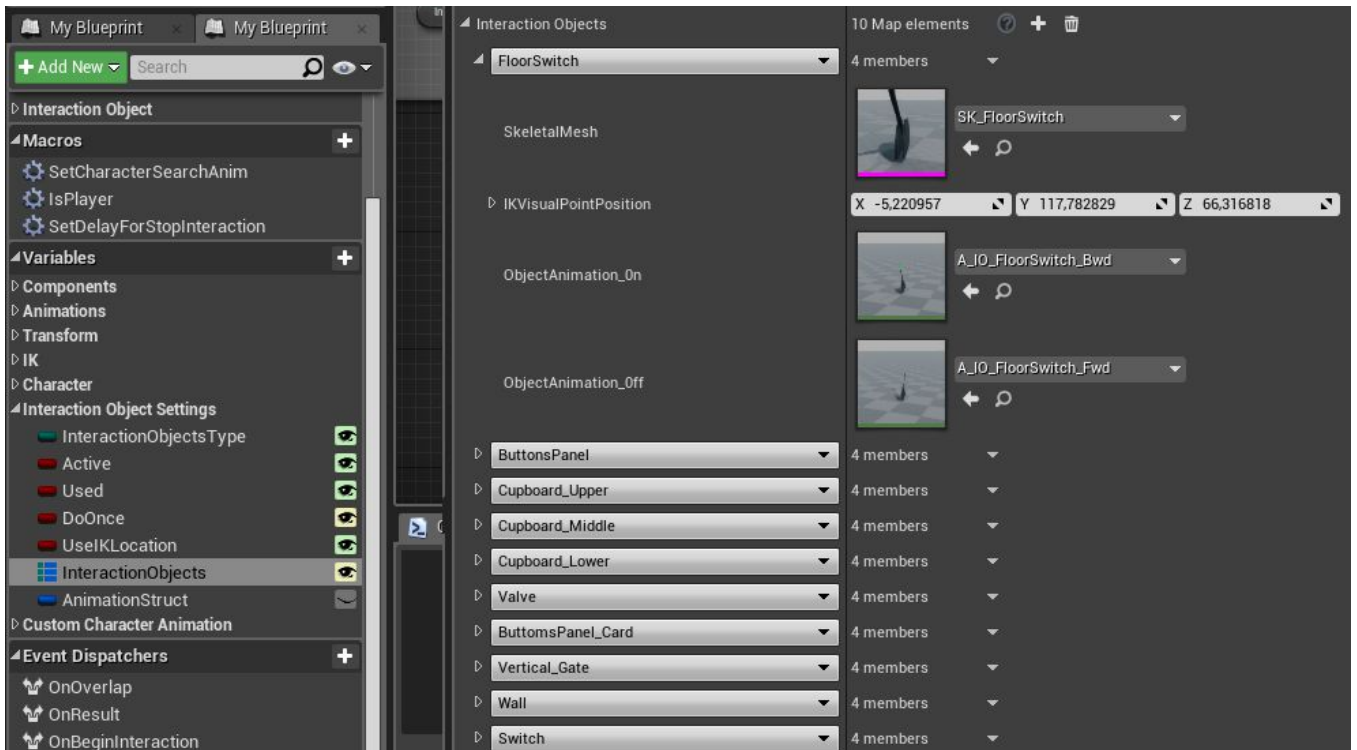 My Blueprint
My Blueprint
Add New
Search
Interaction Object
Macros
SetCharacterSearchAnim
IsPlayer
SetDelayForStopInteraction
Variables
Components
Animations
Transform
IK
Character
Interaction Object Settings
InteractionObjectsType
Active
Used
DoOnce
UseIKLocation
InteractionObjects
AnimationStruct
Custom Character Animation
Event Dispatchers
OnOverlap
OnResult
OnBeginInteraction
Interaction Objects
10 Map elements
FloorSwitch
4 members
SkeletalMesh
SK_FloorSwitch
IKVisualPointPosition
X -5,220957
Y 117,782829
Z 66,316818
ObjectAnimation_0n
A_IO_FloorSwitch_Bwd
ObjectAnimation_0ff
A_IO_FloorSwitch_Fwd
ButtonsPanel
4 members
Cupboard_Upper
4 members
Cupboard_Middle
4 members
Cupboard_Lower
4 members
Valve
4 members
ButtomsPanel_Card
4 members
Vertical_Gate
4 members
Wall
4 members
Switch
4 members